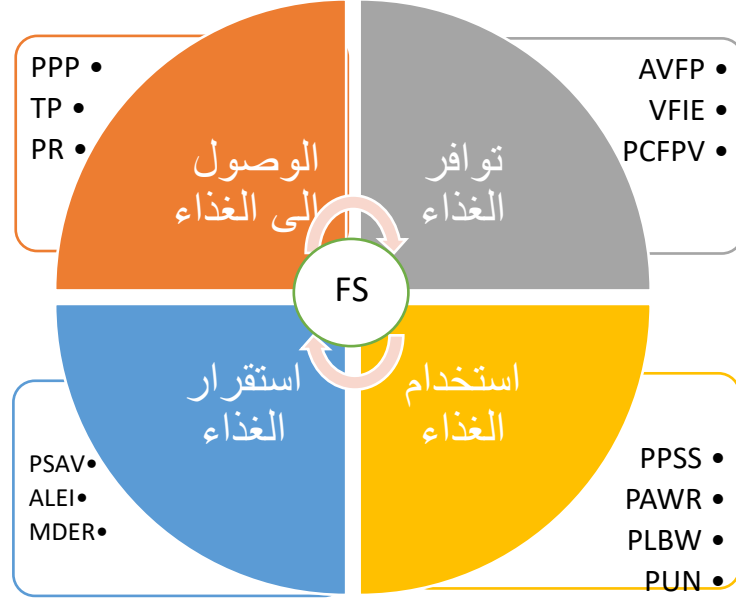 AVFP •
VFIE •
PCFPV •
توافر
الغذاء
PPP •
TP •
PR •
الوصول
الى الغذاء
FS
استخدام
الغذاء
PPSS •
PAWR •
PLBW •
PUN •
استقرار
الغذاء
PSAV•
ALEI•
MDER•